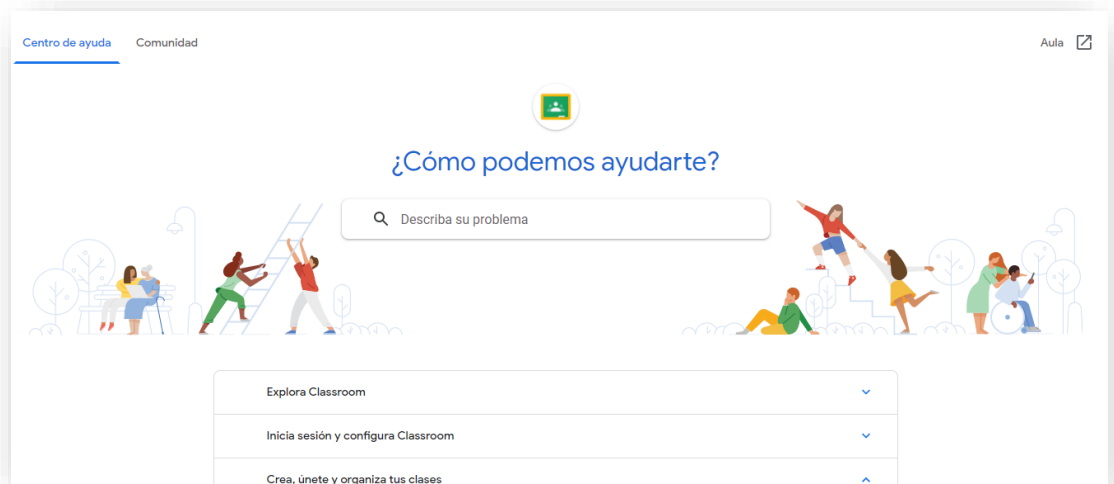 Centro de ayuda Comunidad Aula
¿Cómo podemos ayudarte?
Describa su problema
Explora Classroom
Inicia sesión y configura Classroom
Crea, únete y organiza tus clases